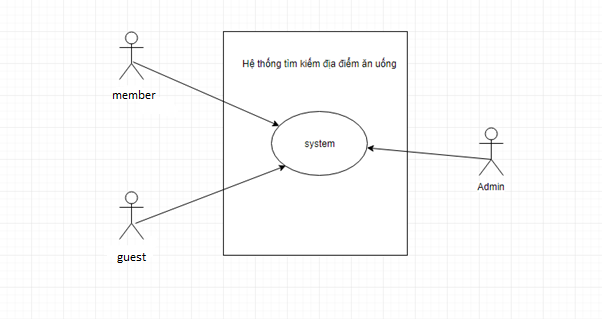 Hệ thống tìm kiếm địa điểm ăn uống
member
system
Admin
guest